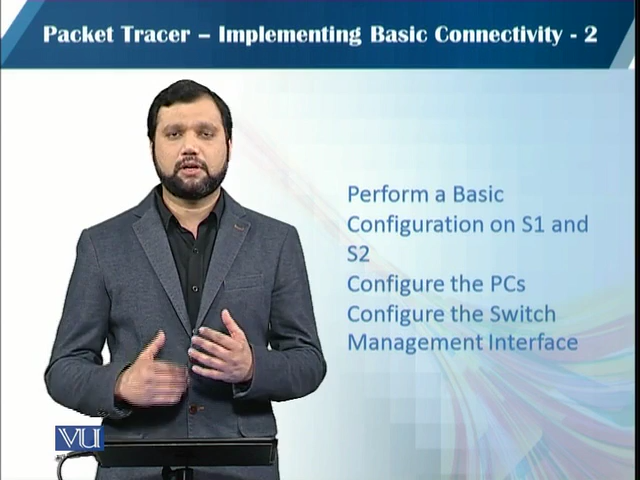 Packet Tracer – Implementing Basic Connectivity - 2
Perform a Basic
Configuration on S1 and
S2
Configure the PCs
Configure the Switch
Management Interface
VU